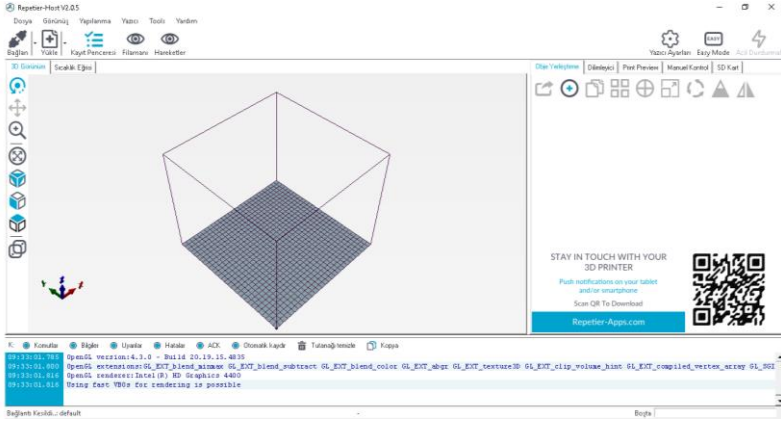 Repetier-Host V2.0.5
Dosya Görünüş Yapılanma Yazıcı Tools Yardım
Bağlan Yükle Kayıt Penceresi Filamanı Hareketler Yazıcı Ayarları Easy Mode Acil Durdurma
EASY
3D Görünüm Sıcaklık Eğrisi Obje Yerleştirme Dilimleyici Print Preview Manuel Kontrol SD Kart
STAY IN TOUCH WITH YOUR
3D PRINTER
Push notifications on your tablet
and/or smartphone
Scan QR To Download
Repetier-Apps.com
K: Komutlar Bilgiler Uyarılar Hatalar ACK Otomatik kaydır Tutanağı temizle Kopya
09:33:01.785 OpenGL version:4.3.0 - Build 20.19.15.4835
09:33:01.800 OpenGL extensions:GL_EXT_blend_minmax GL_EXT_blend_subtract GL_EXT_blend_color GL_EXT_abgr GL_EXT_texture3D GL_EXT_clip_volume_hint GL_EXT_compiled_vertex_array GL_SGI
09:33:01.816 OpenGL renderer:Intel(R) HD Graphics 4400
09:33:01.816 Using fast VBOs for rendering is possible
Bağlantı Kesildi..: default - Boşta